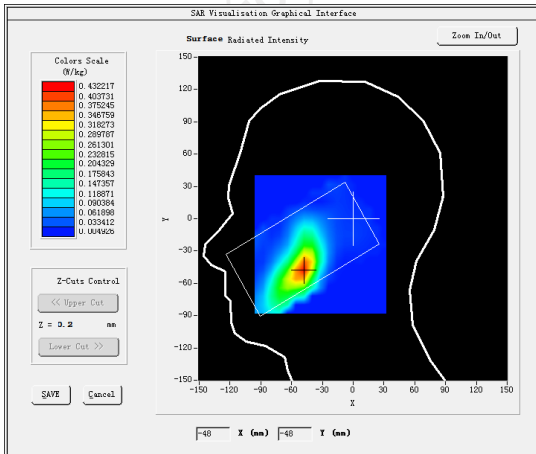 SAR Visualisation Graphical Interface
Surface Radiated Intensity
Zoom In/Out
Colors Scale
(W/kg)
0.432217
0.403731
0.375245
0.346759
0.318273
0.289787
0.261301
0.232815
0.204329
0.175843
0.147357
0.118871
0.090384
0.061898
0.033412
0.004926
Z-Cuts Control
<< Upper Cut
Z = 0.2 mm
Lower Cut >>
SAVE
Cancel
150
120
90
60
30
0
-30
-60
-90
-120
-150
Y
-150 -120 -90 -60 -30 0 30 60 90 120 150
X
-48 X (mm) -48 Y (mm)